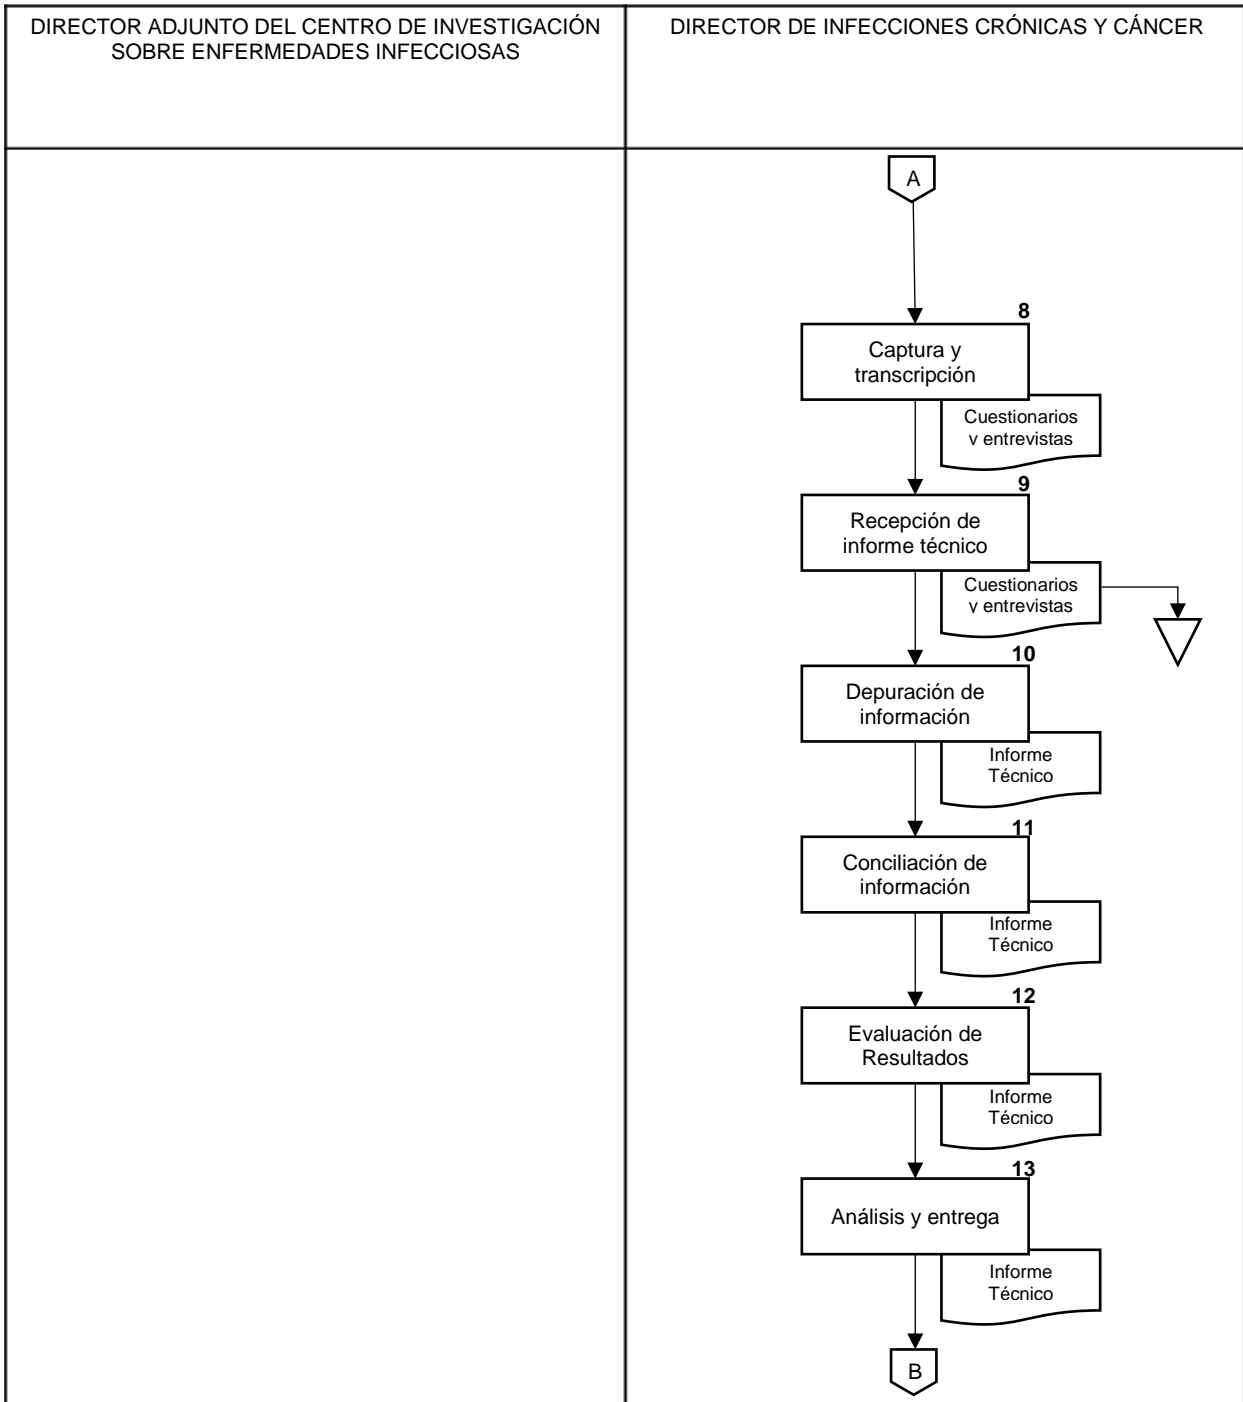 DIRECTOR ADJUNTO DEL CENTRO DE INVESTIGACIÓN
SOBRE ENFERMEDADES INFECCIOSAS
DIRECTOR DE INFECCIONES CRÓNICAS Y CÁNCER
A
8
Captura y
transcripción
Cuestionarios
y entrevistas
9
Recepción de
informe técnico
Cuestionarios
y entrevistas
10
Depuración de
información
Informe
Técnico
11
Conciliación de
información
Informe
Técnico
12
Evaluación de
Resultados
Informe
Técnico
13
Análisis y entrega
Informe
Técnico
B